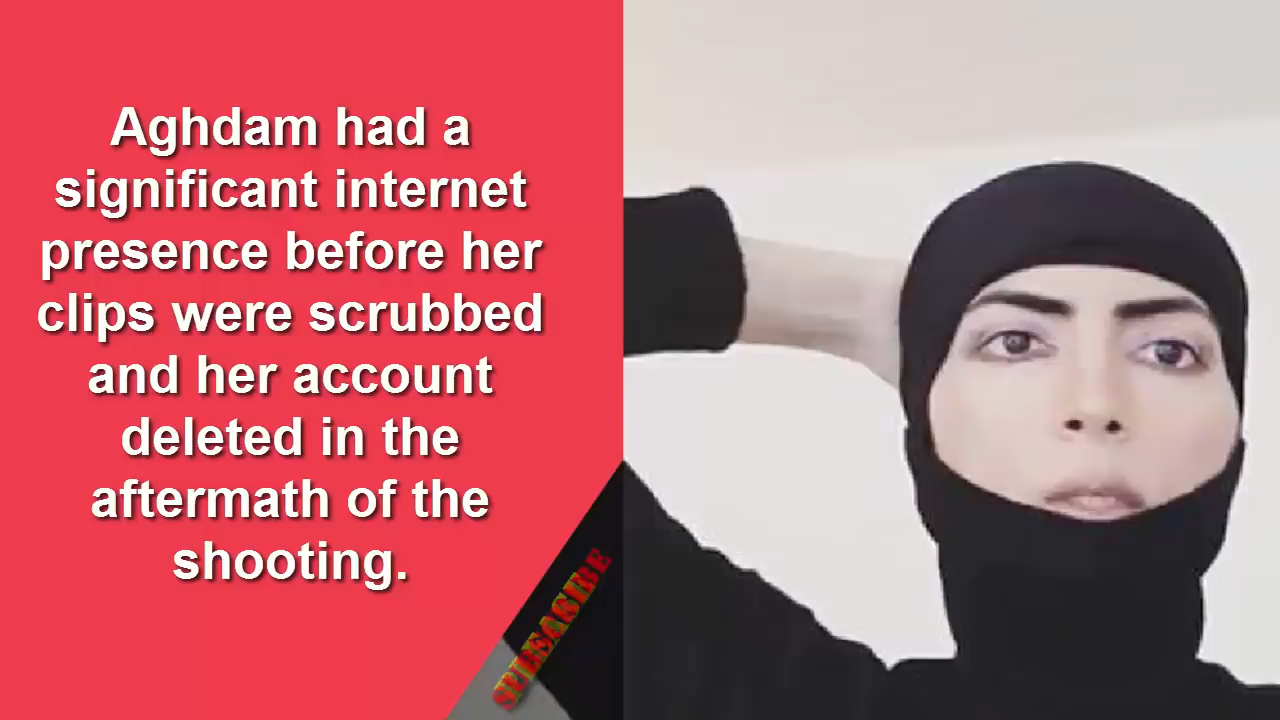 Aghdam had a
significant internet
presence before her
clips were scrubbed
and her account
deleted in the
aftermath of the
shooting.